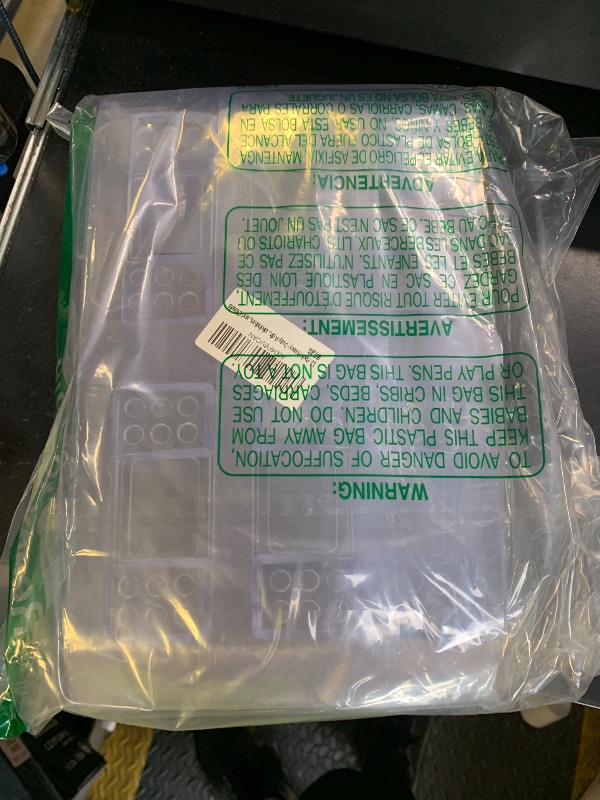 WARNING:
TO AVOID DANGER OF SUFFOCATION,
KEEP THIS PLASTIC BAG AWAY FROM
BABIES AND CHILDREN. DO NOT USE
THIS BAG IN CRIBS, BEDS, CARRIAGES
OR PLAY PENS. THIS BAG IS NOT A TOY.
AVERTISSEMENT:
POUR EVITER TOUT RISQUE D'ÉTOUFFEMENT,
GARDEZ CE SAC EN PLASTIQUE LOIN DES
BÉBÉS ET LES ENFANTS. N'UTILISEZ PAS CE
SAC DANS LES BERCEAUX, LITS, CHARIOTS OU
AU BÉBÉ. CE SAC N'EST PAS UN JOUET.
ADVERTENCIA:
PARA EVITAR EL PELIGRO DE ASFIXIA, MANTENGA
BOLSA DE PLASTICO FUERA DEL ALCANCE
BEBES Y NINOS. NO USAR ESTA BOLSA EN
CAMAS, CARRIOLAS O CORRALES PARA
BOLSA NO ES UN JUGUETE.